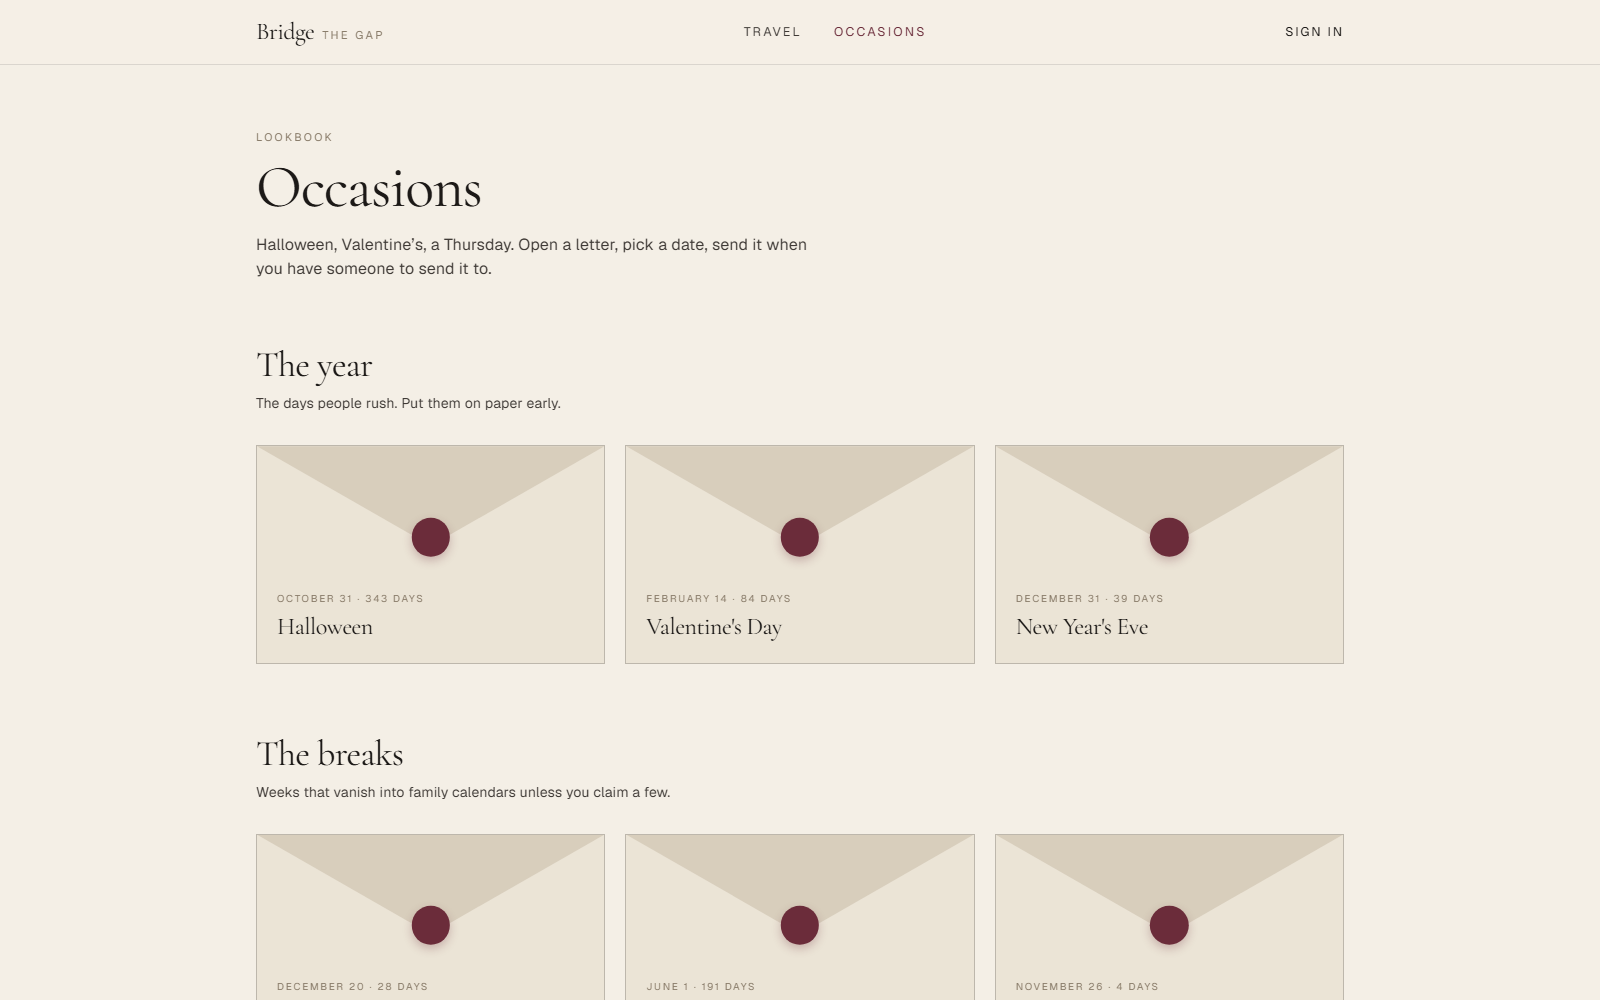 Bridge THE GAP
TRAVEL
OCCASIONS
SIGN IN
LOOKBOOK
Occasions
Halloween, Valentine’s, a Thursday. Open a letter, pick a date, send it when
you have someone to send it to.
The year
The days people rush. Put them on paper early.
OCTOBER 31 · 343 DAYS
Halloween
FEBRUARY 14 · 84 DAYS
Valentine's Day
DECEMBER 31 · 39 DAYS
New Year's Eve
The breaks
Weeks that vanish into family calendars unless you claim a few.
DECEMBER 20 · 28 DAYS
JUNE 1 · 191 DAYS
NOVEMBER 26 · 4 DAYS